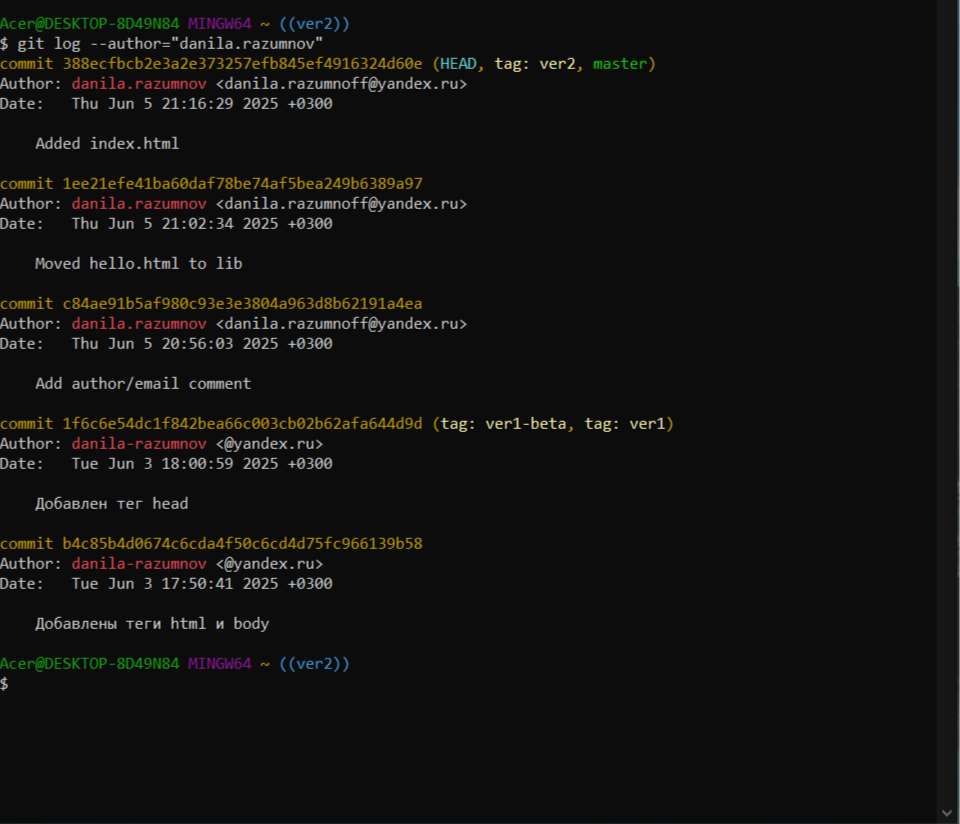 Acer@DESKTOP-8D49N84 MINGW64 ~ ((ver2))
$ git log --author="danila.razumnov"
commit 388ecfbcb2e3a2e373257efb845ef4916324d60e (HEAD, tag: ver2, master)
Author: danila.razumnov <danila.razumnoff@yandex.ru>
Date:   Thu Jun 5 21:16:29 2025 +0300
Added index.html
commit 1ee21efe41ba60daf78be74af5bea249b6389a97
Author: danila.razumnov <danila.razumnoff@yandex.ru>
Date:   Thu Jun 5 21:02:34 2025 +0300
Moved hello.html to lib
commit c84ae91b5af980c93e3e3804a963d8b62191a4ea
Author: danila.razumnov <danila.razumnoff@yandex.ru>
Date:   Thu Jun 5 20:56:03 2025 +0300
Add author/email comment
commit 1f6c6e54dc1f842bea66c003cb02b62afa644d9d (tag: ver1-beta, tag: ver1)
Author: danila-razumnov <@yandex.ru>
Date:   Tue Jun 3 18:00:59 2025 +0300
Добавлен тег head
commit b4c85b4d0674c6cda4f50c6cd4d75fc966139b58
Author: danila-razumnov <@yandex.ru>
Date:   Tue Jun 3 17:50:41 2025 +0300
Добавлены теги html и body
Acer@DESKTOP-8D49N84 MINGW64 ~ ((ver2))
$